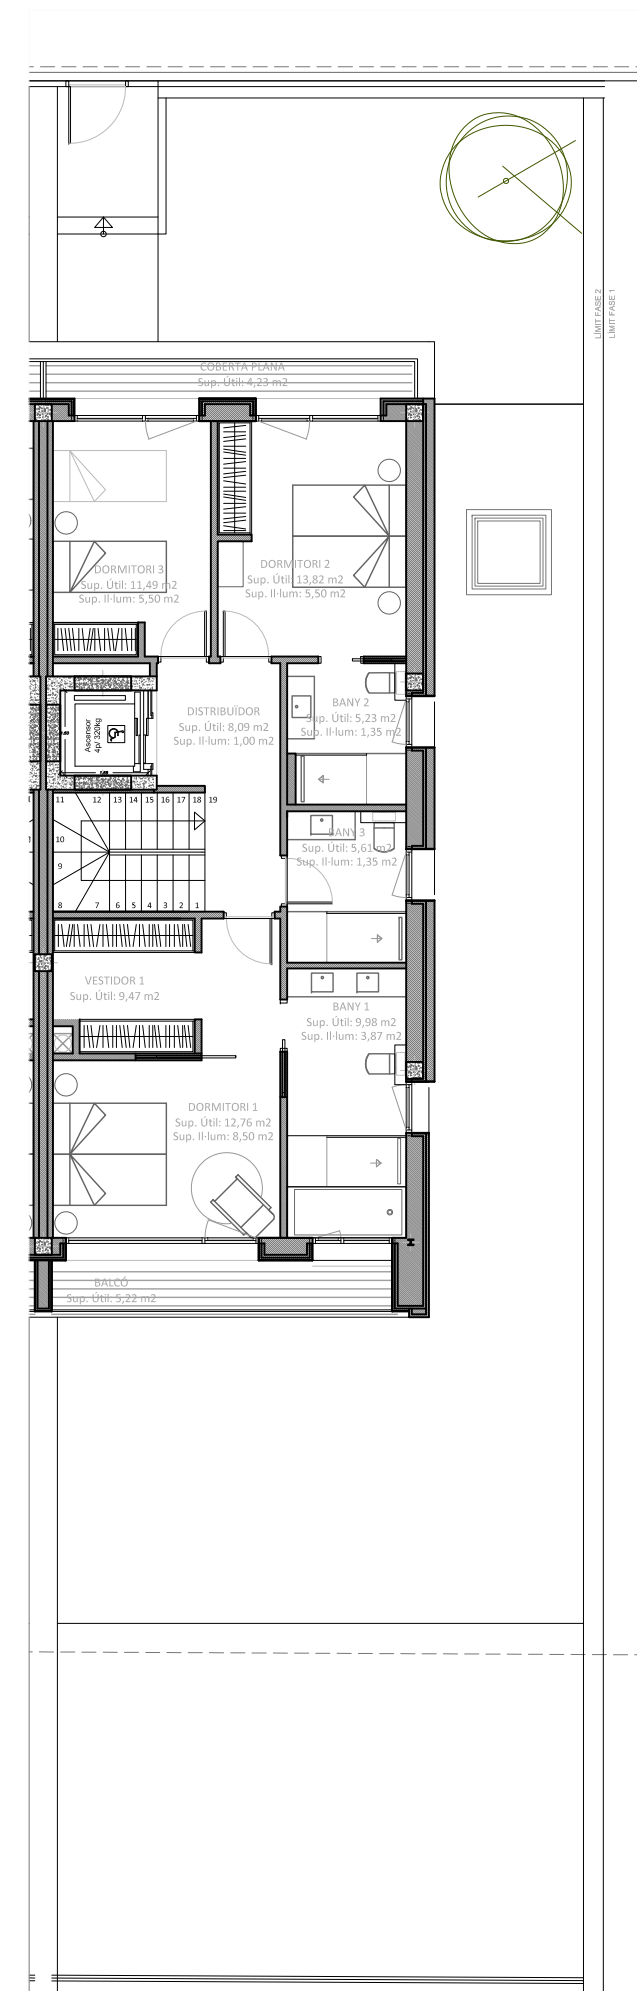 LÍMIT FASE 2
LÍMIT FASE 1
COBERTA PLANA
Sup. Útil: 4,23 m2
DORMITORI 3
Sup. Útil: 11,49 m2
Sup. Il·lum: 5,50 m2
DORMITORI 2
Sup. Útil: 13,82 m2
Sup. Il·lum: 5,50 m2
DISTRIBUÏDOR
Sup. Útil: 8,09 m2
Sup. Il·lum: 1,00 m2
BANY 2
Sup. Útil: 5,23 m2
Sup. Il·lum: 1,35 m2
Ascensor
4p/ 320kg
11 12 13 14 15 16 17 18 19
10
9
8 7 6 5 4 3 2 1
BANY 3
Sup. Útil: 5,61 m2
Sup. Il·lum: 1,35 m2
VESTIDOR 1
Sup. Útil: 9,47 m2
BANY 1
Sup. Útil: 9,98 m2
Sup. Il·lum: 3,87 m2
DORMITORI 1
Sup. Útil: 12,76 m2
Sup. Il·lum: 8,50 m2
BALCÓ
Sup. Útil: 5,22 m2